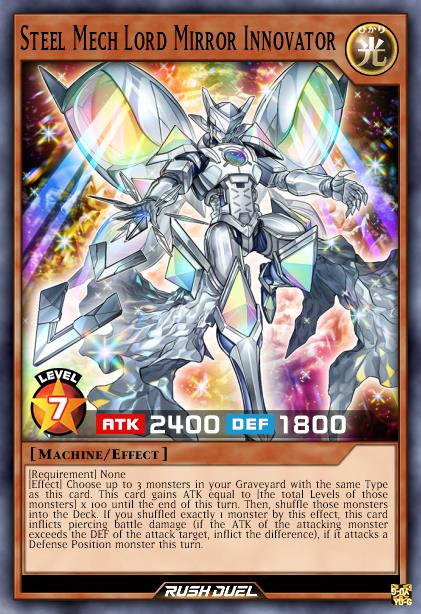 STEEL MECH LORD MIRROR INNOVATOR
ひかり
光
LEVEL
7
ATK 2400 DEF 1800
[MACHINE/EFFECT]
[Requirement] None
[Effect] Choose up to 3 monsters in your Graveyard with the same Type
as this card. This card gains ATK equal to [the total Levels of those
monsters] x 100 until the end of this turn. Then, shuffle those monsters
into the Deck. If you shuffled exactly 1 monster by this effect, this card
inflicts piercing battle damage (if the ATK of the attacking monster
exceeds the DEF of the attack target, inflict the difference), if it attacks a
Defense Position monster this turn.
RUSH DUEL